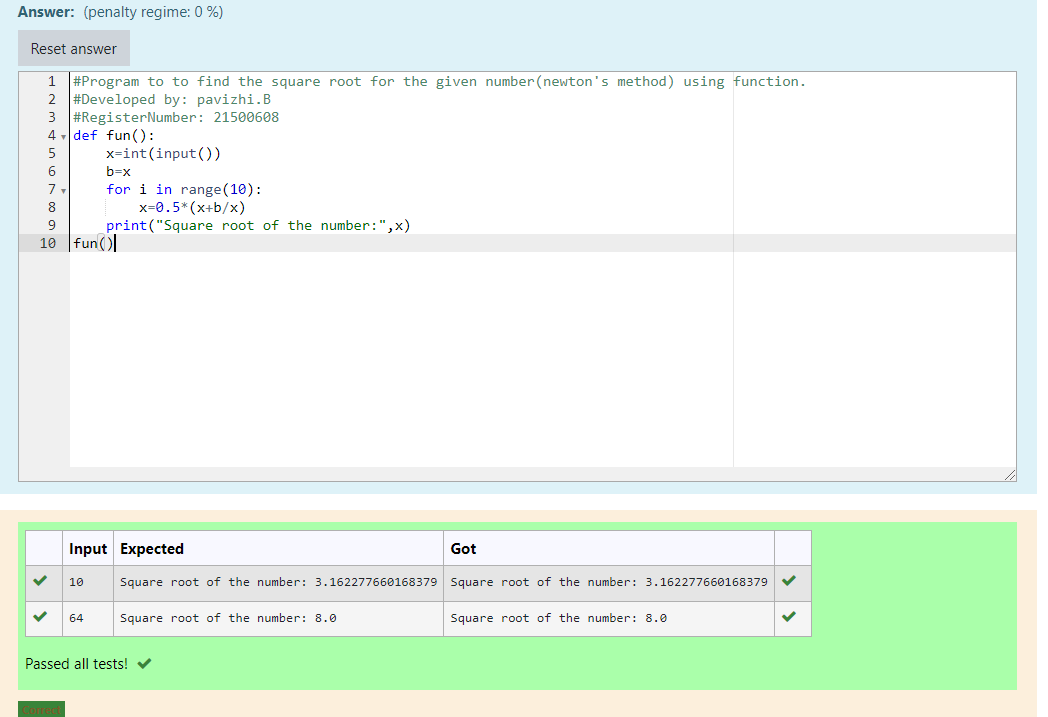 Answer: (penalty regime: 0 %)
Reset answer
1 #Program to to find the square root for the given number(newton's method) using function.
2 #Developed by: pavizhi.B
3 #RegisterNumber: 21500608
4 def fun():
5     x=int(input())
6     b=x
7     for i in range(10):
8         x=0.5*(x+b/x)
9     print("Square root of the number:",x)
10 fun()
Input Expected Got
10 Square root of the number: 3.162277660168379 Square root of the number: 3.162277660168379
64 Square root of the number: 8.0 Square root of the number: 8.0
Passed all tests!
Correct